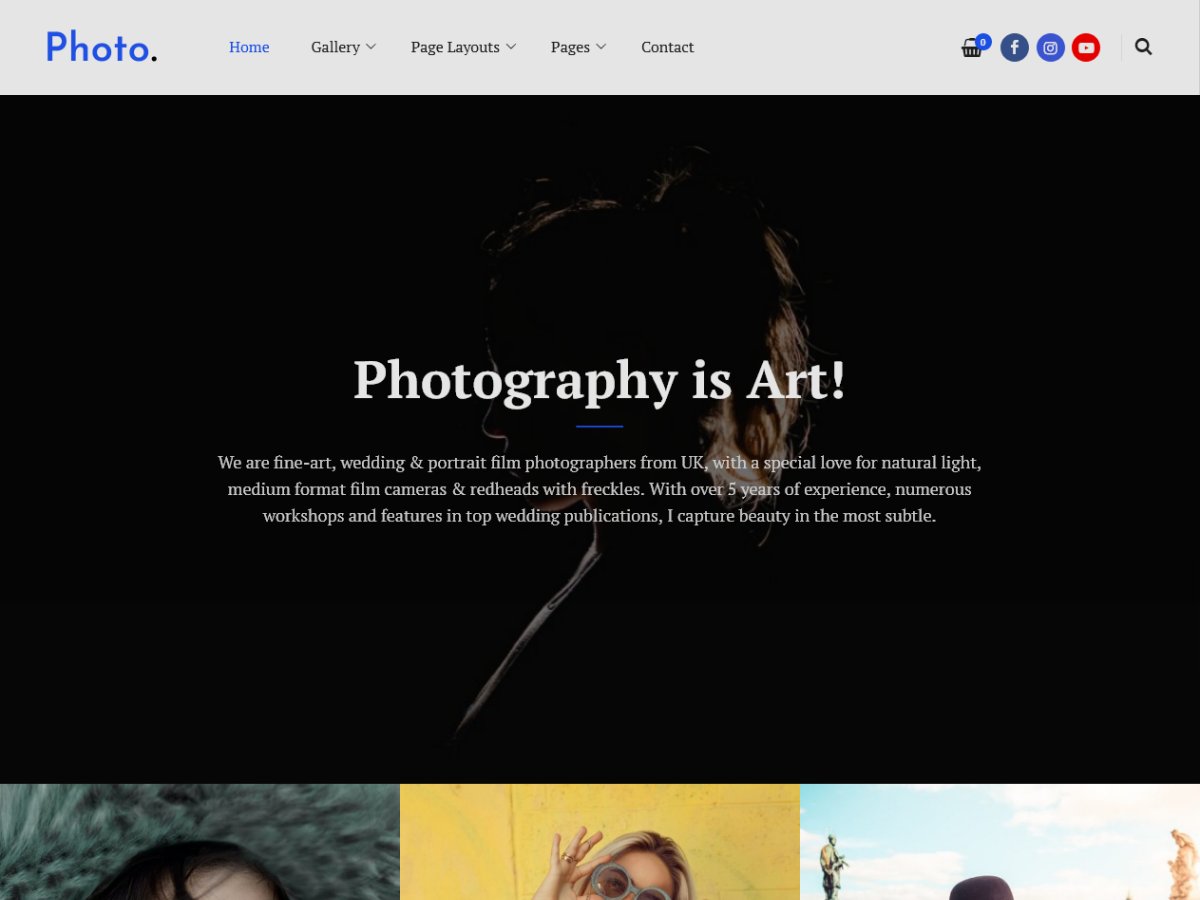 Photo.
Home
Gallery
Page Layouts
Pages
Contact
0
Photography is Art!
We are fine-art, wedding & portrait film photographers from UK, with a special love for natural light,
medium format film cameras & redheads with freckles. With over 5 years of experience, numerous
workshops and features in top wedding publications, I capture beauty in the most subtle.